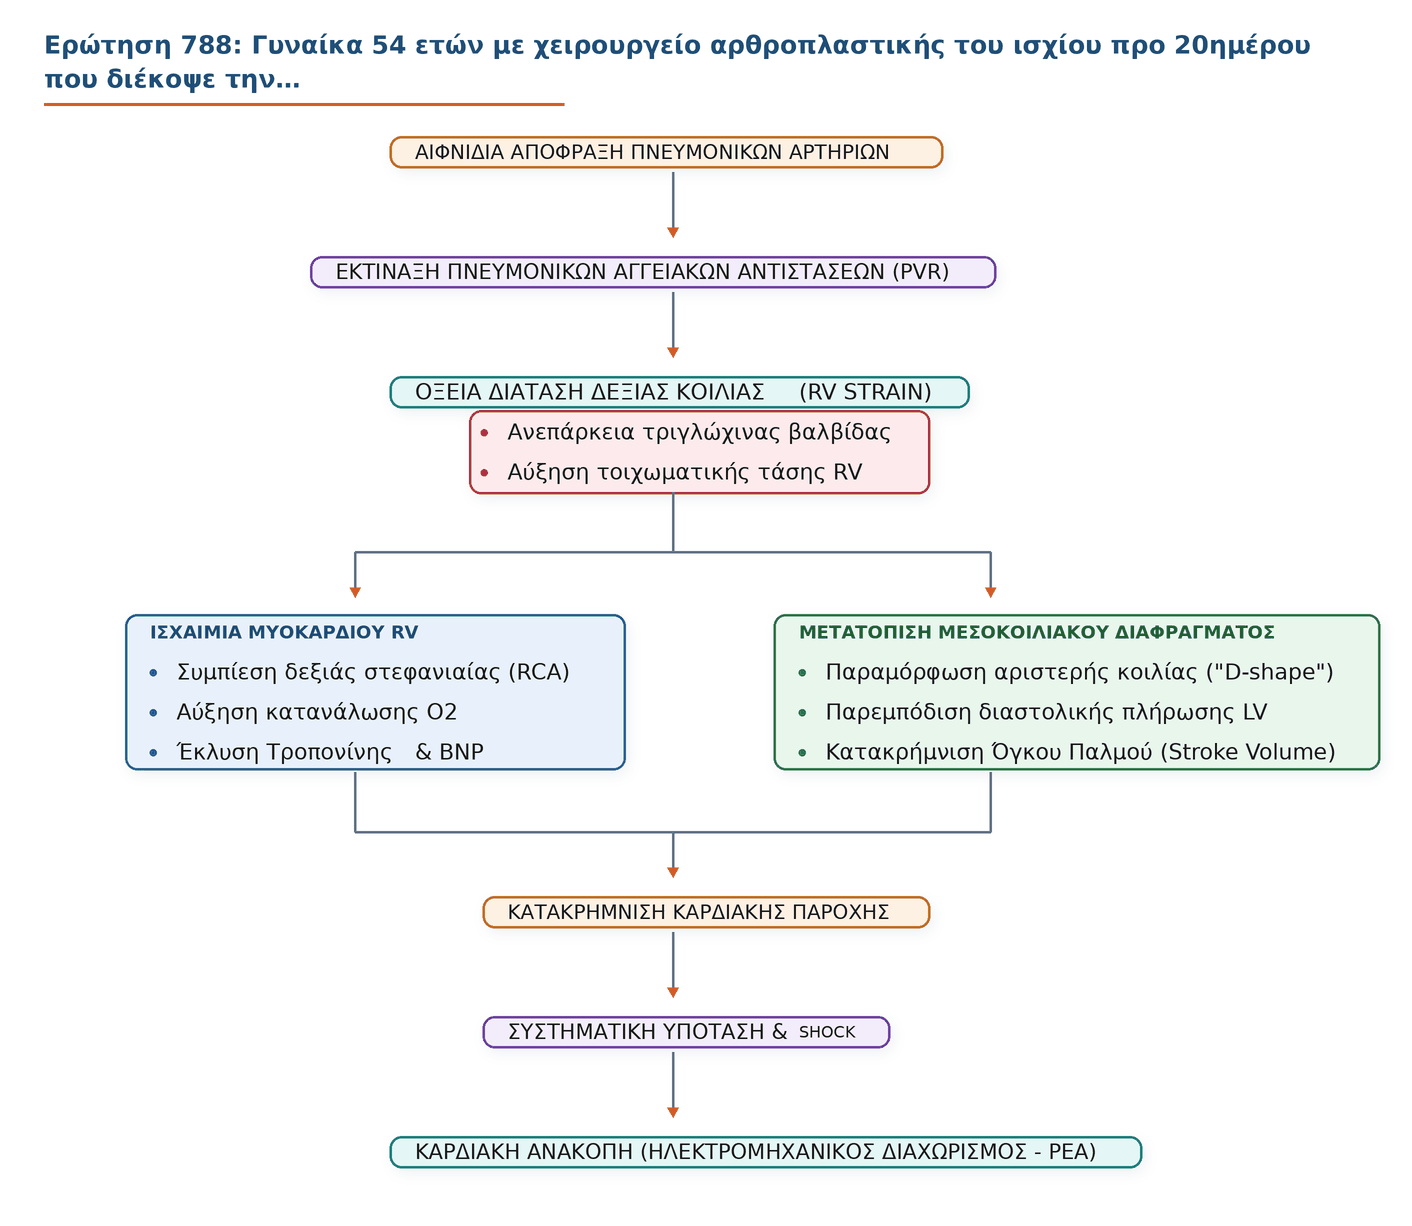 Ερώτηση 788: Γυναίκα 54 ετών με χειρουργείο αρθροπλαστικής του ισχίου προ 20ημέρου
που διέκοψε την...
ΑΙΦΝΙΔΙΑ ΑΠΟΦΡΑΞΗ ΠΝΕΥΜΟΝΙΚΩΝ ΑΡΤΗΡΙΩΝ
ΕΚΤΙΝΑΞΗ ΠΝΕΥΜΟΝΙΚΩΝ ΑΓΓΕΙΑΚΩΝ ΑΝΤΙΣΤΑΣΕΩΝ (PVR)
ΟΞΕΙΑ ΔΙΑΤΑΣΗ ΔΕΞΙΑΣ ΚΟΙΛΙΑΣ (RV STRAIN)
• Ανεπάρκεια τριγλώχινας βαλβίδας
• Αύξηση τοιχωματικής τάσης RV
ΙΣΧΑΙΜΙΑ ΜΥΟΚΑΡΔΙΟΥ RV
• Συμπίεση δεξιάς στεφανιαίας (RCA)
• Αύξηση κατανάλωσης O2
• Έκλυση Τροπονίνης & BNP
ΜΕΤΑΤΟΠΙΣΗ ΜΕΣΟΚΟΙΛΙΑΚΟΥ ΔΙΑΦΡΑΓΜΑΤΟΣ
• Παραμόρφωση αριστερής κοιλίας ("D-shape")
• Παρεμπόδιση διαστολικής πλήρωσης LV
• Κατακρήμνιση Όγκου Παλμού (Stroke Volume)
ΚΑΤΑΚΡΗΜΝΙΣΗ ΚΑΡΔΙΑΚΗΣ ΠΑΡΟΧΗΣ
ΣΥΣΤΗΜΑΤΙΚΗ ΥΠΟΤΑΣΗ & SHOCK
ΚΑΡΔΙΑΚΗ ΑΝΑΚΟΠΗ (ΗΛΕΚΤΡΟΜΗΧΑΝΙΚΟΣ ΔΙΑΧΩΡΙΣΜΟΣ - PEA)